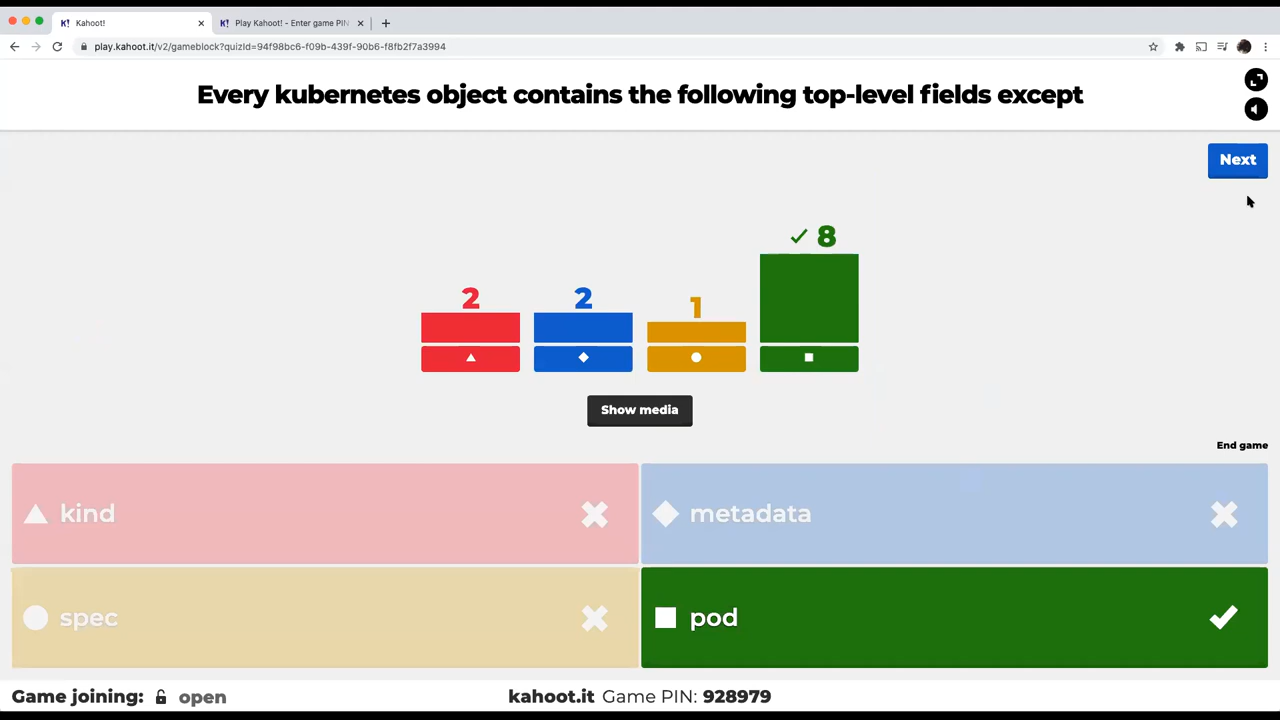 Kahoot!
Play Kahoot! - Enter game PIN
play.kahoot.it/v2/gameblock?quizId=94f98bc6-f09b-439f-90b6-f8fb2f7a3994
Every kubernetes object contains the following top-level fields except
Next
2
2
1
8
Show media
End game
kind
metadata
spec
pod
Game joining: open
kahoot.it Game PIN: 928979